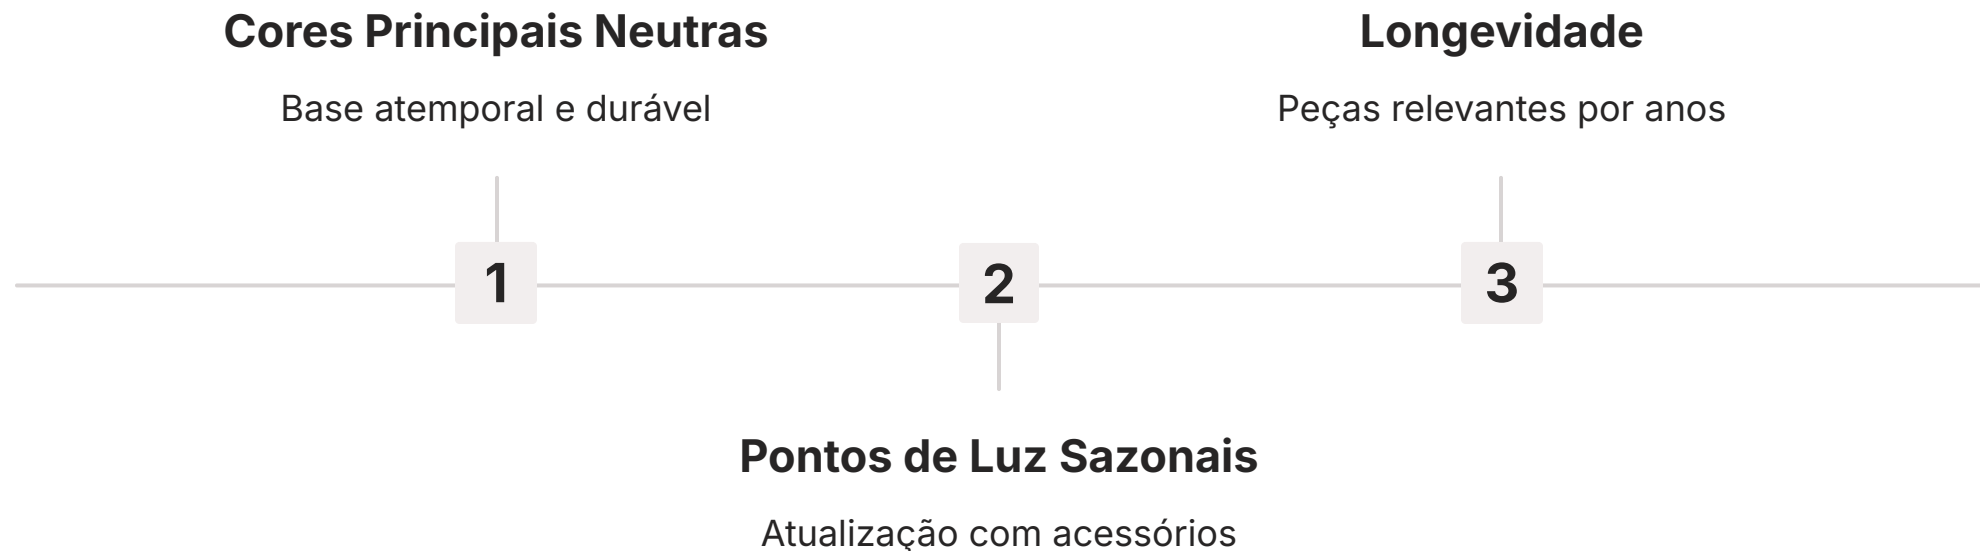 Cores Principais Neutras
Base atemporal e durável
Longevidade
Peças relevantes por anos
1
2
3
Pontos de Luz Sazonais
Atualização com acessórios